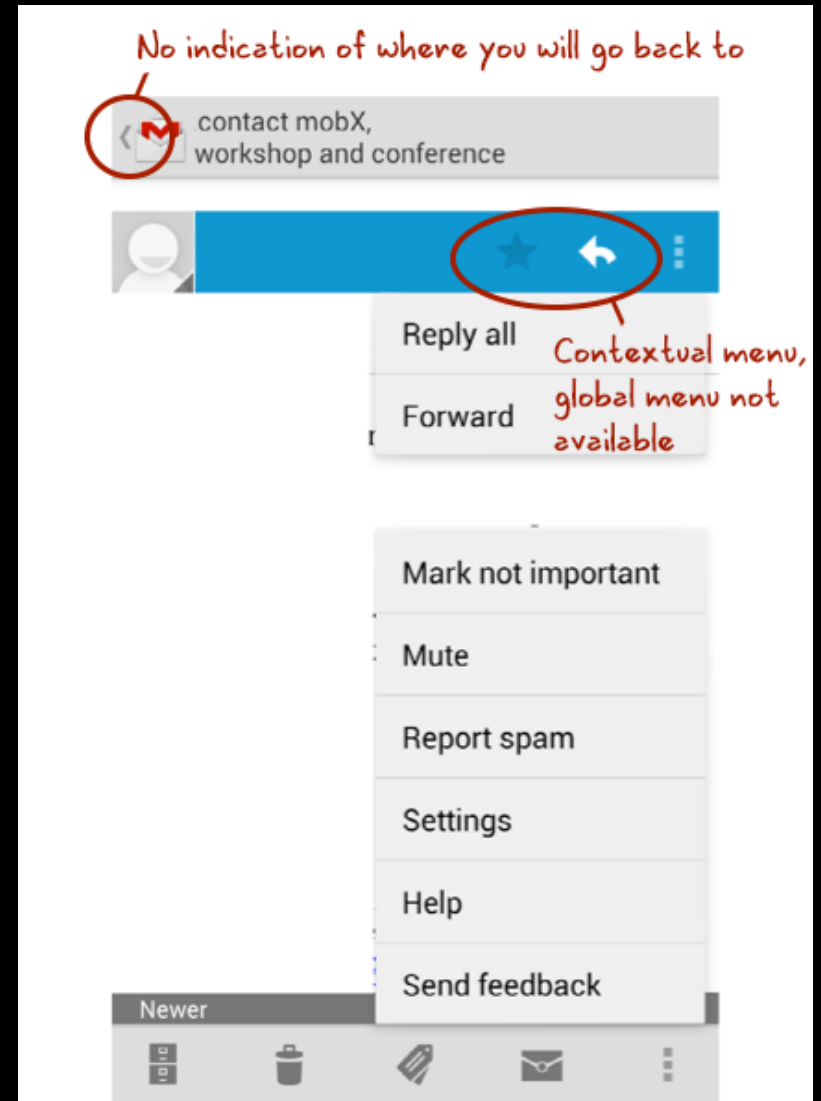 No indication of where you will go back to
contact mobX,
workshop and conference
Reply all
Forward
Contextual menu,
global menu not
available
Mark not important
Mute
Report spam
Settings
Help
Send feedback
Newer